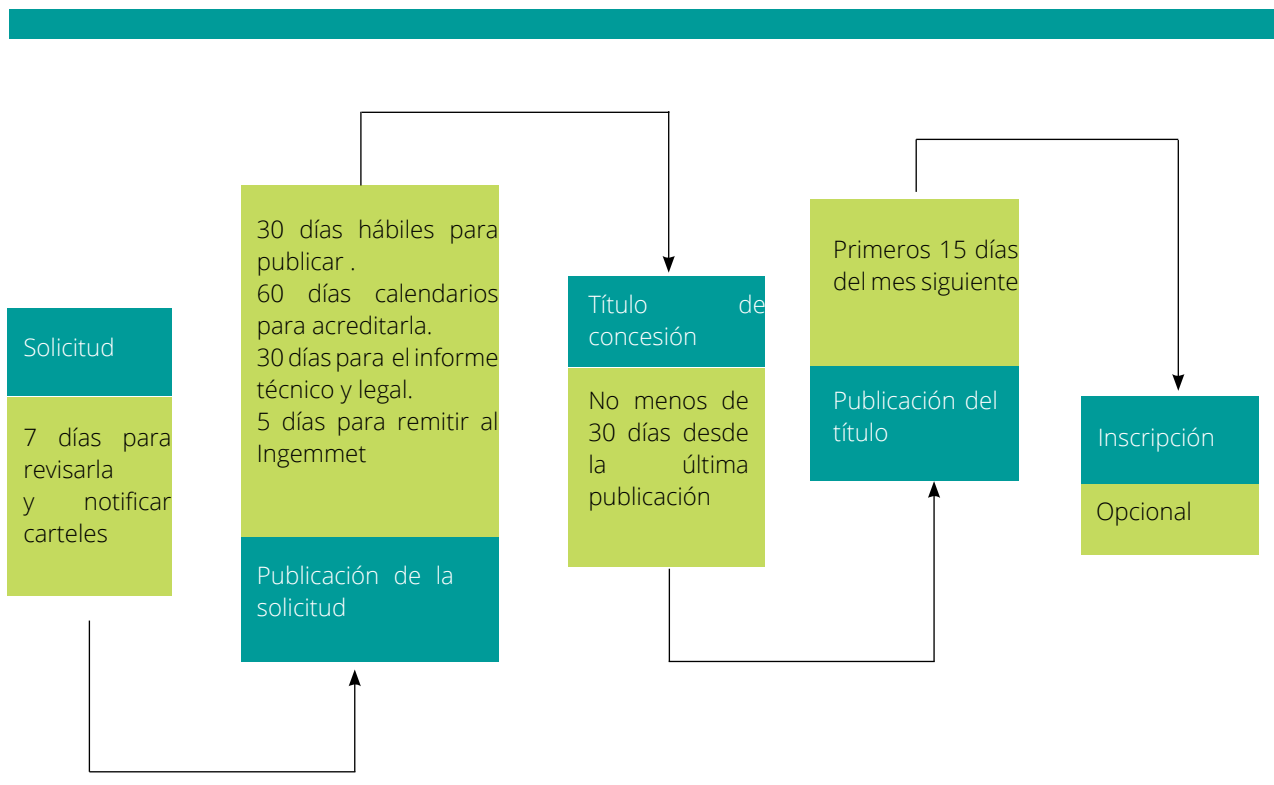 Solicitud
7 días para
revisarla
y notificar
carteles
30 días hábiles para
publicar .
60 días calendarios
para acreditarla.
30 días para el informe
técnico y legal.
5 días para remitir al
Ingemmet
Publicación de la
solicitud
Título de
concesión
No menos de
30 días desde
la última
publicación
Primeros 15 días
del mes siguiente
Publicación del
título
Inscripción
Opcional